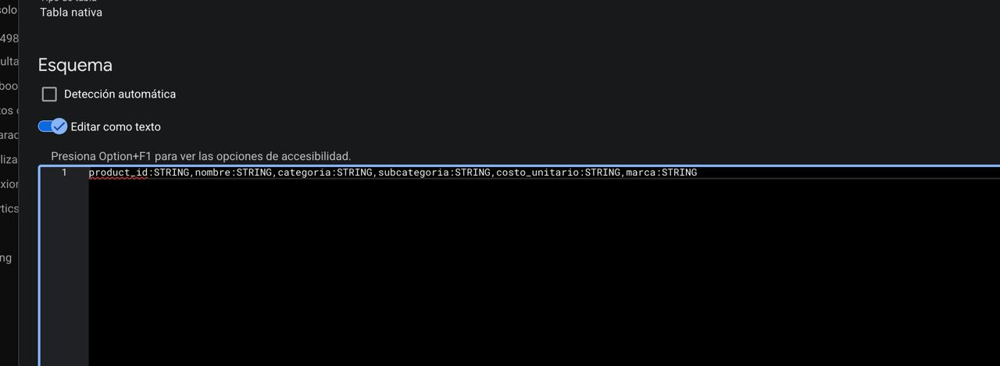 solo
Tabla nativa
498
Esquema
ulta
boo
Detección automática
tos
Editar como texto
arac
liza
Presiona Option+F1 para ver las opciones de accesibilidad.
1 product_id:STRING,nombre:STRING,categoria:STRING,subcategoria:STRING,costo_unitario:STRING,marca:STRING
xion
ytics
ng